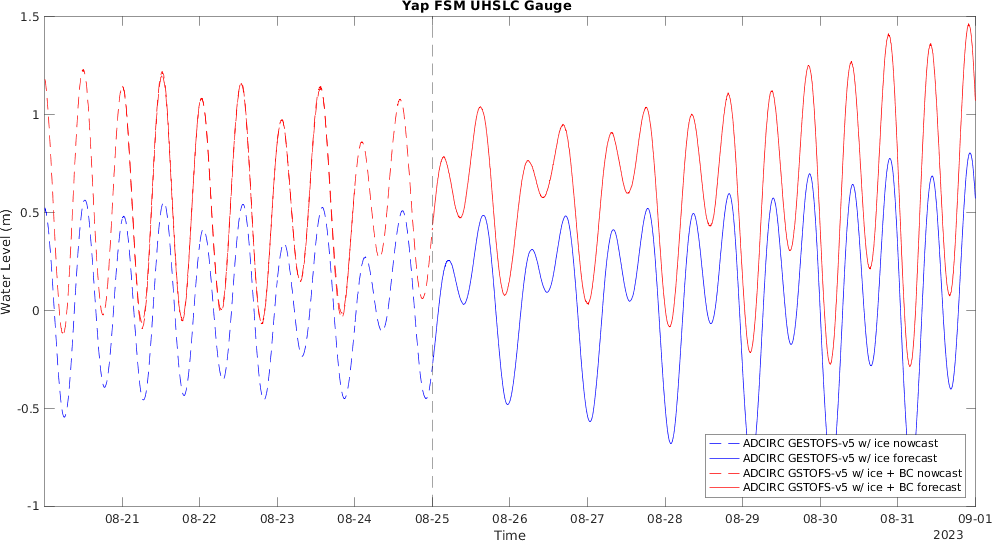 Yap FSM UHSLC Gauge
Water Level (m)
1.5
1
0.5
0
-0.5
-1
ADCIRC GESTOFS-v5 w/ ice nowcast
ADCIRC GESTOFS-v5 w/ ice forecast
ADCIRC GSTOFS-v5 w/ ice + BC nowcast
ADCIRC GSTOFS-v5 w/ ice + BC forecast
08-21 08-22 08-23 08-24 08-25 08-26 08-27 08-28 08-29 08-30 08-31 09-01
Time
2023